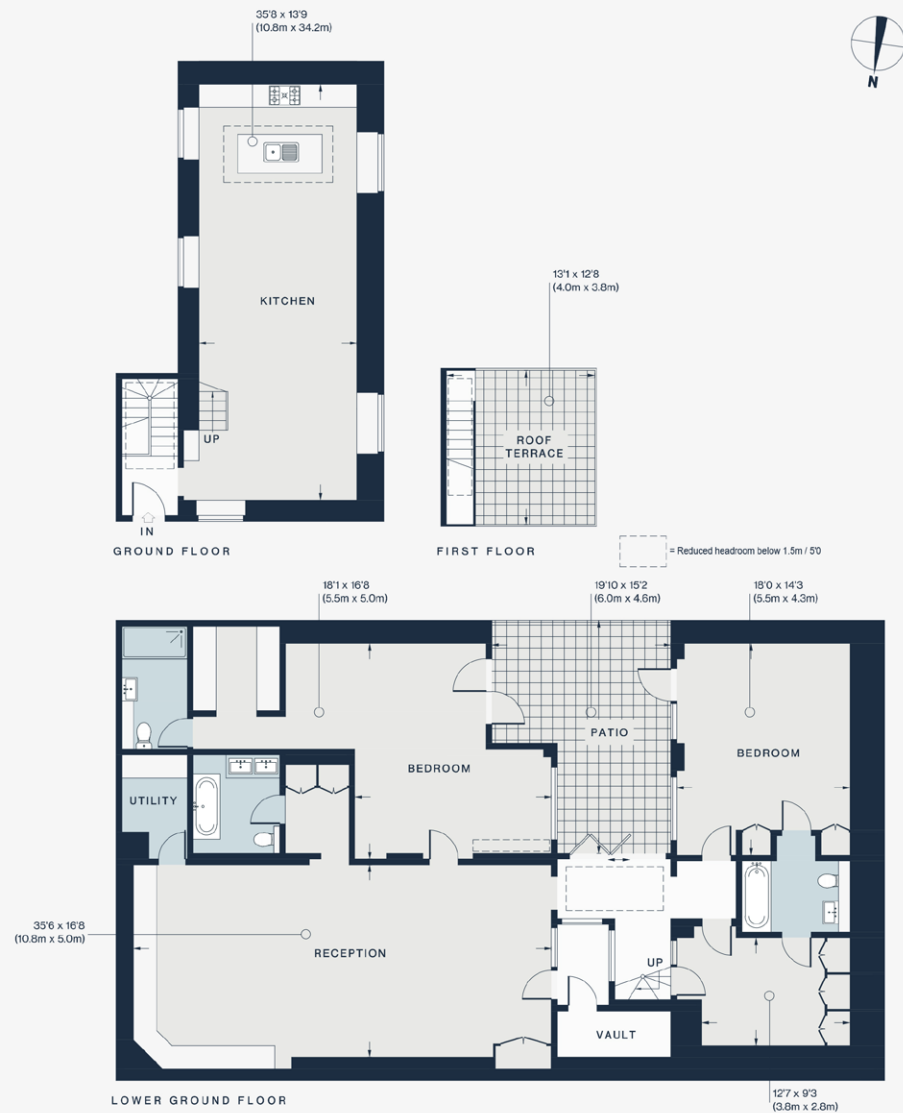 35'8 x 13'9
(10.8m x 34.2m)
N
KITCHEN
UP
IN
GROUND FLOOR
13'1 x 12'8
(4.0m x 3.8m)
ROOF
TERRACE
FIRST FLOOR
= Reduced headroom below 1.5m / 5'0
18'1 x 16'8
(5.5m x 5.0m)
19'10 x 15'2
(6.0m x 4.6m)
18'0 x 14'3
(5.5m x 4.3m)
PATIO
BEDROOM
BEDROOM
UTILITY
35'6 x 16'8
(10.8m x 5.0m)
RECEPTION
UP
VAULT
12'7 x 9'3
(3.8m x 2.8m)
LOWER GROUND FLOOR